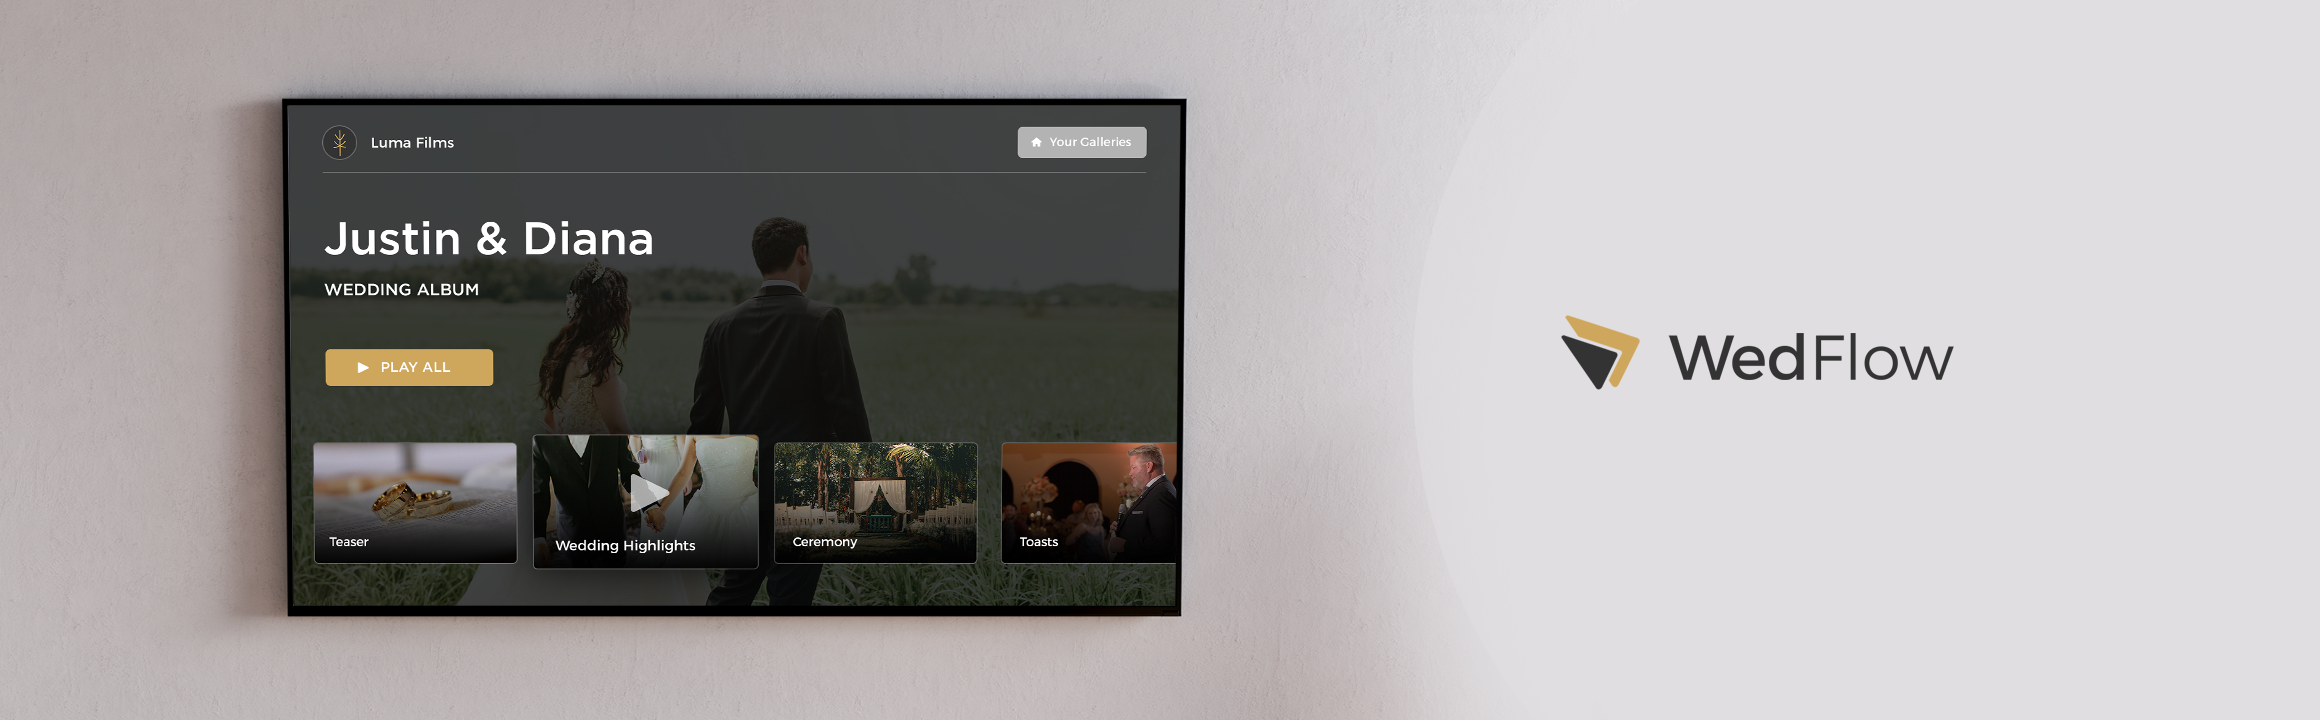 Luma Films
Your Galleries
Justin & Diana
WEDDING ALBUM
PLAY ALL
Teaser
Wedding Highlights
Ceremony
Toasts
WedFlow